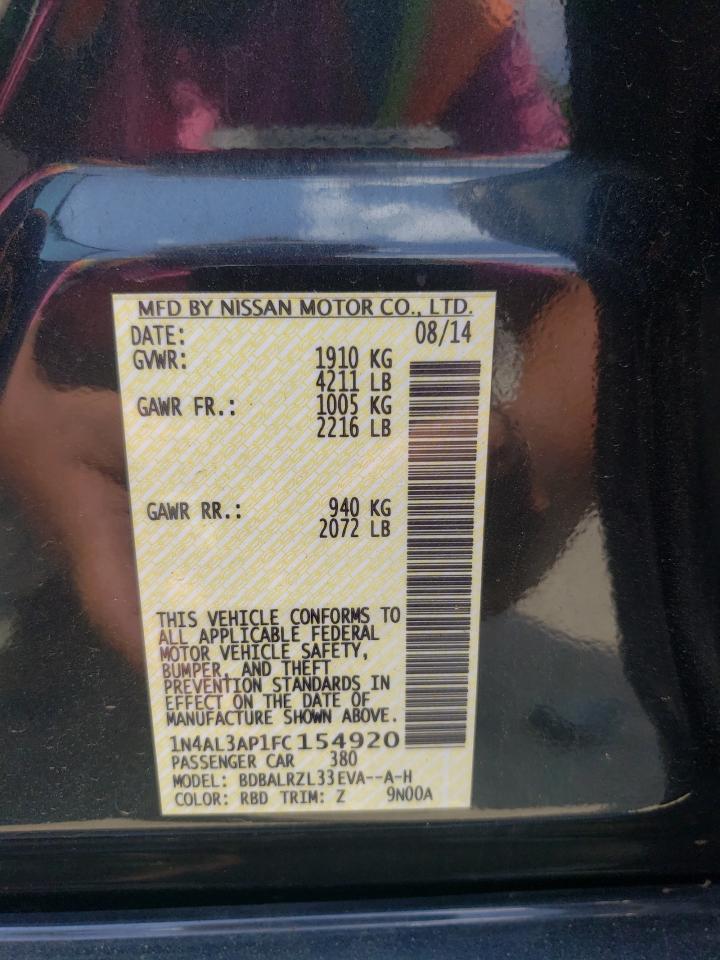 MFD BY NISSAN MOTOR CO., LTD.
DATE: 08/14
GVWR: 1910 KG
4211 LB
GAWR FR.: 1005 KG
2216 LB
GAWR RR.: 940 KG
2072 LB
THIS VEHICLE CONFORMS TO
ALL APPLICABLE FEDERAL
MOTOR VEHICLE SAFETY,
BUMPER, AND THEFT
PREVENTION STANDARDS IN
EFFECT ON THE DATE OF
MANUFACTURE SHOWN ABOVE.
1N4AL3AP1FC154920
PASSENGER CAR 380
MODEL: BDBALRZL33EVA--A-H
COLOR: RBD TRIM: Z 9N00A